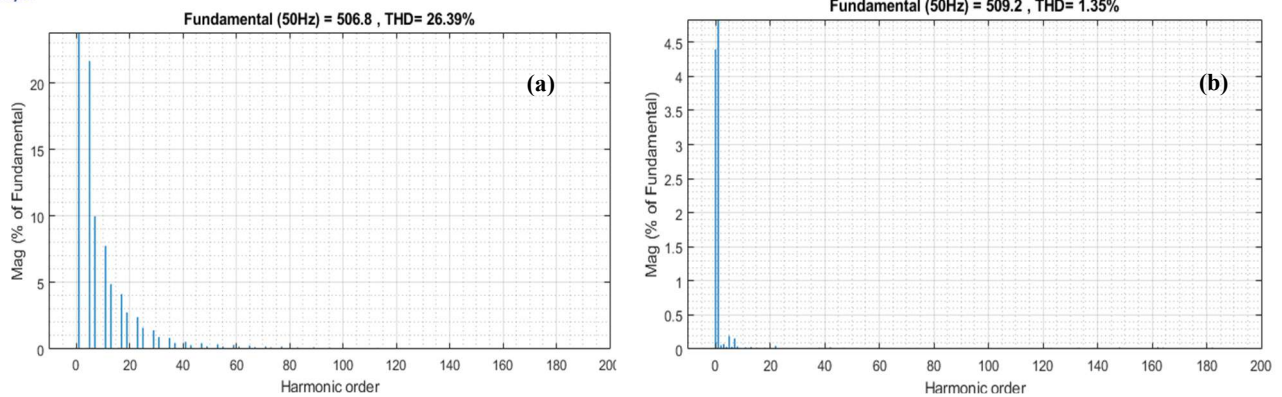 Fundamental (50Hz) = 506.8 , THD= 26.39%
(a)
Mag (% of Fundamental)
20
15
10
5
0
0 20 40 60 80 100 120 140 160 180 20
Harmonic order
Fundamental (50Hz) = 509.2 , THD= 1.35%
(b)
Mag (% of Fundamental)
4.5
4
3.5
3
2.5
2
1.5
1
0.5
0
0 20 40 60 80 100 120 140 160 180 200
Harmonic order